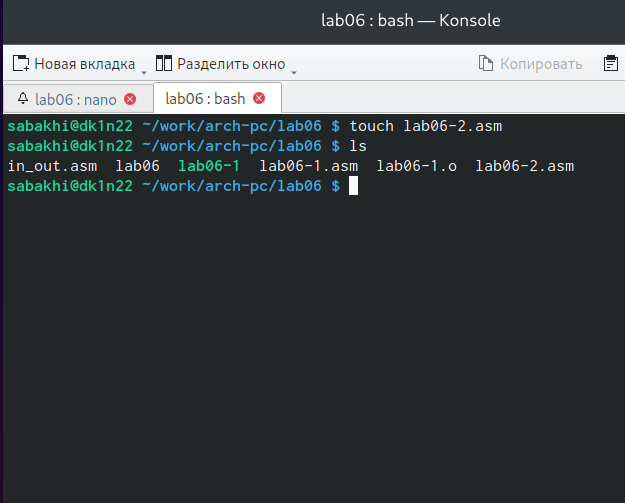 lab06 : bash — Konsole
Новая вкладка Разделить окно Копировать
lab06 : nano lab06 : bash
sabakhi@dk1n22 ~/work/arch-pc/lab06 $ touch lab06-2.asm
sabakhi@dk1n22 ~/work/arch-pc/lab06 $ ls
in_out.asm lab06 lab06-1 lab06-1.asm lab06-1.o lab06-2.asm
sabakhi@dk1n22 ~/work/arch-pc/lab06 $